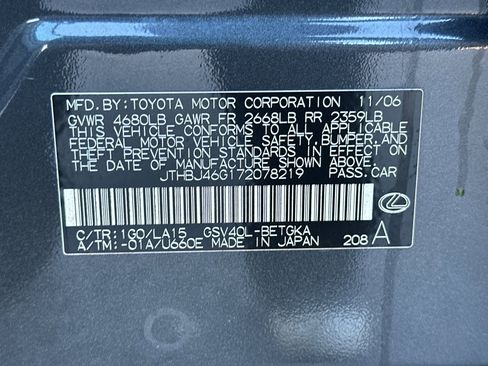 MFD. BY: TOYOTA MOTOR CORPORATION 11/06
GVWR 4680LB GAWR FR 2668LB RR 2359LB
THIS VEHICLE CONFORMS TO ALL APPLICABLE
FEDERAL MOTOR VEHICLE SAFETY, BUMPER, AND
THEFT PREVENTION STANDARDS IN EFFECT ON
THE DATE OF MANUFACTURE SHOWN ABOVE.
JTHBJ46G172078219 PASS.CAR
C/TR:1G0/LA15 GSV40L-BETGKA
A/TM:-01A/U660E MADE IN JAPAN 208 A